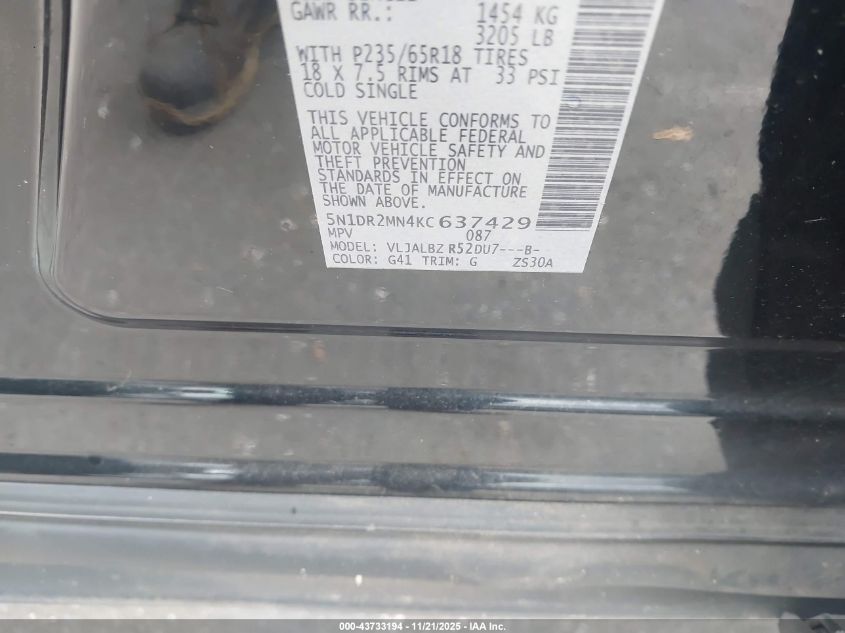 GAWR RR.: 1454 KG
3205 LB
WITH P235/65R18 TIRES
18 X 7.5 RIMS AT 33 PSI
COLD SINGLE
THIS VEHICLE CONFORMS TO
ALL APPLICABLE FEDERAL
MOTOR VEHICLE SAFETY AND
THEFT PREVENTION
STANDARDS IN EFFECT ON
THE DATE OF MANUFACTURE
SHOWN ABOVE.
5N1DR2MN4KC 637429
MPV 087
MODEL: VLJALBZ R52DU7---B-
COLOR: G41 TRIM: G ZS30A
000-43733194 - 11/21/2025 - IAA Inc.